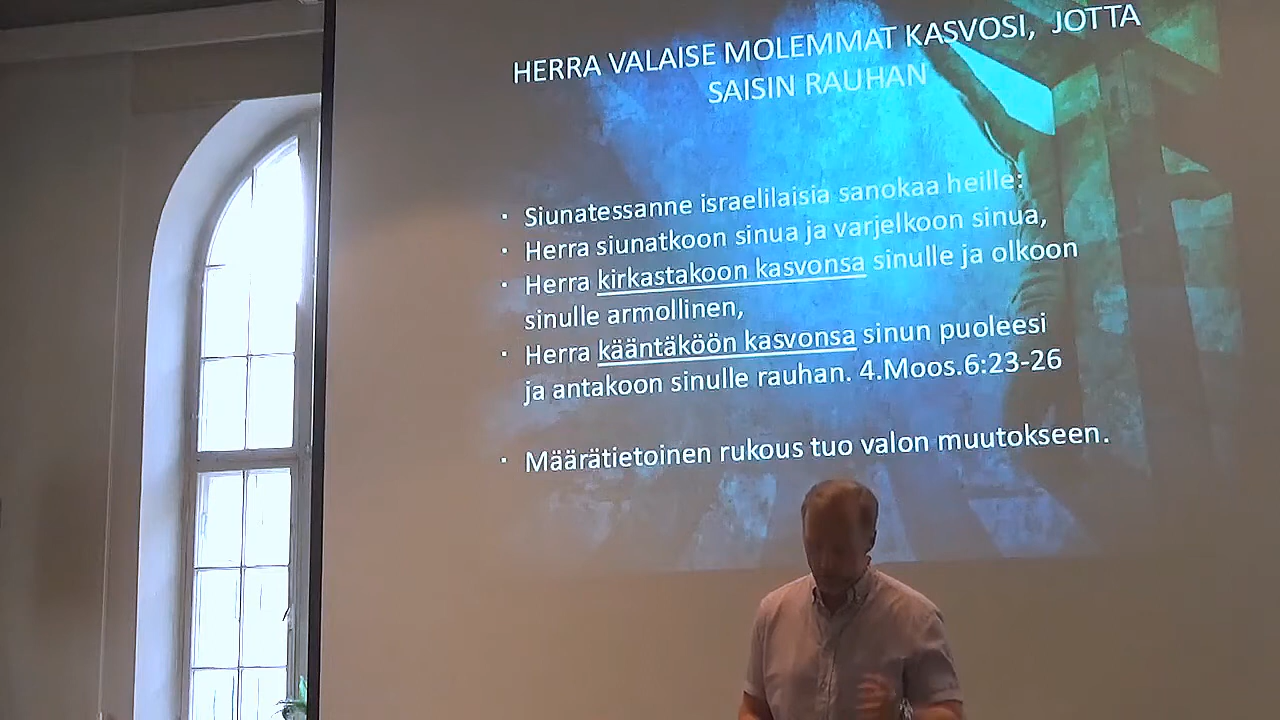 HERRA VALAISE MOLEMMAT KASVOSI, JOTTA
SAISIN RAUHAN
· Siunatessanne israelilaisia sanokaa heille:
· Herra siunatkoon sinua ja varjelkoon sinua,
· Herra kirkastakoon kasvonsa sinulle ja olkoon
sinulle armollinen,
· Herra kääntäköön kasvonsa sinun puoleesi
ja antakoon sinulle rauhan. 4.Moos.6:23-26
· Määrätietoinen rukous tuo valon muutokseen.